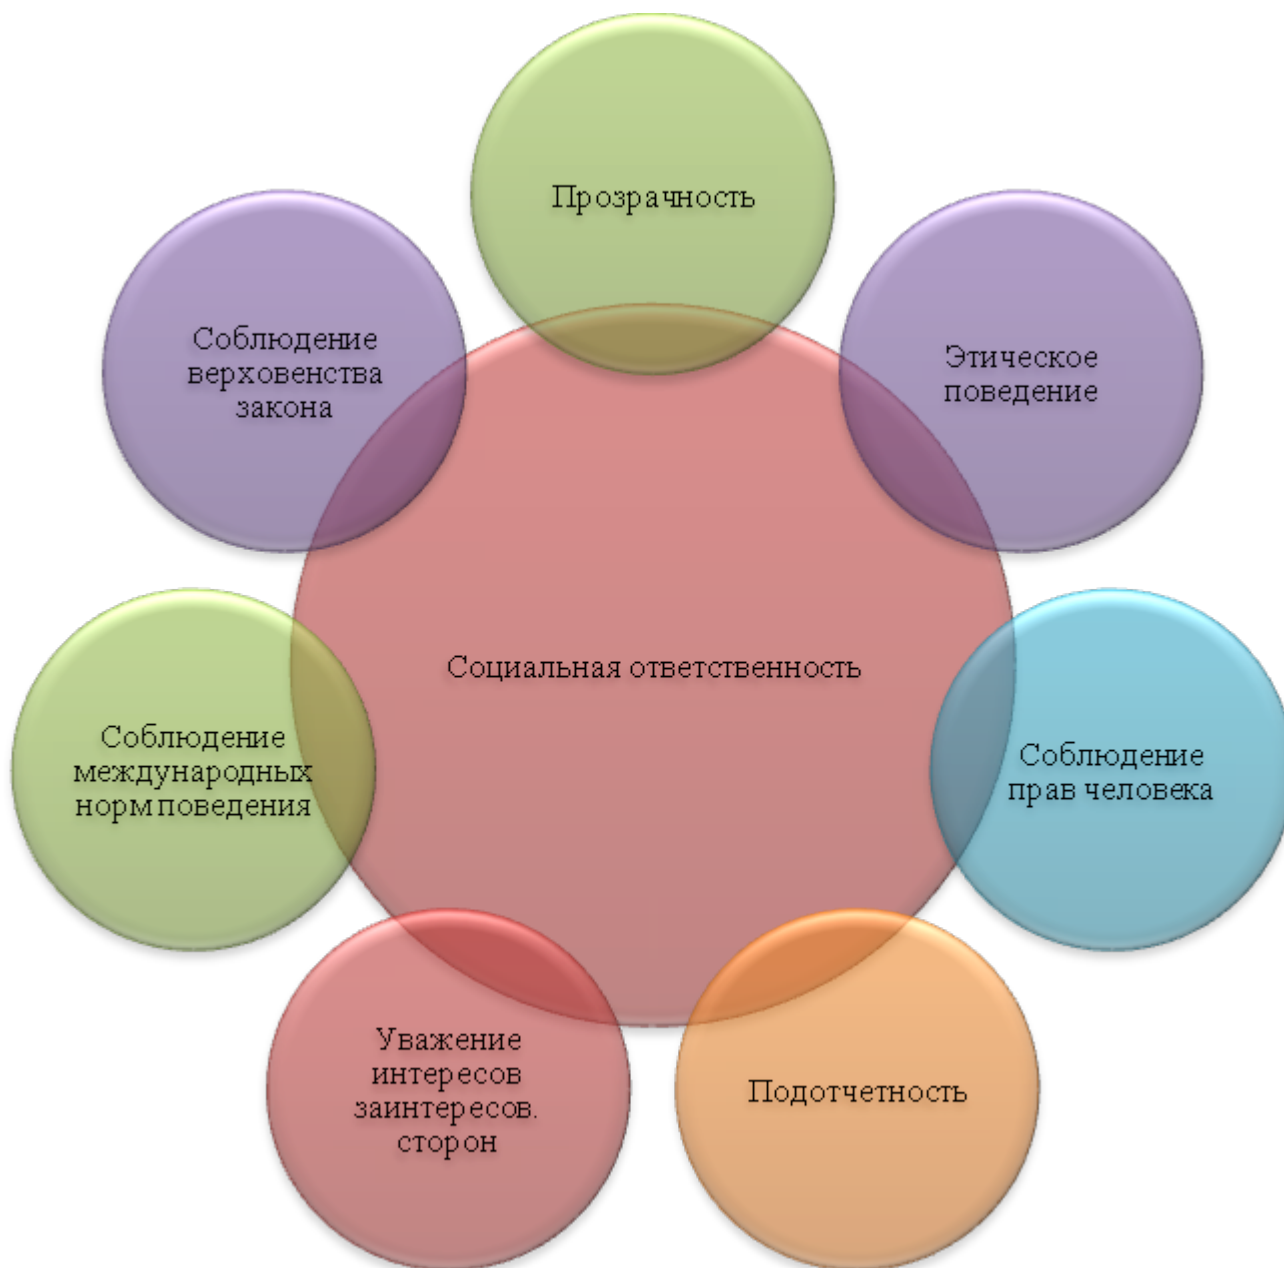 Прозрачность
Этическое
поведение
Соблюдение
прав человека
Подотчетность
Уважение
интересов
заинтересов.
сторон
Соблюдение
международных
норм поведения
Соблюдение
верховенства
закона
Социальная ответственность